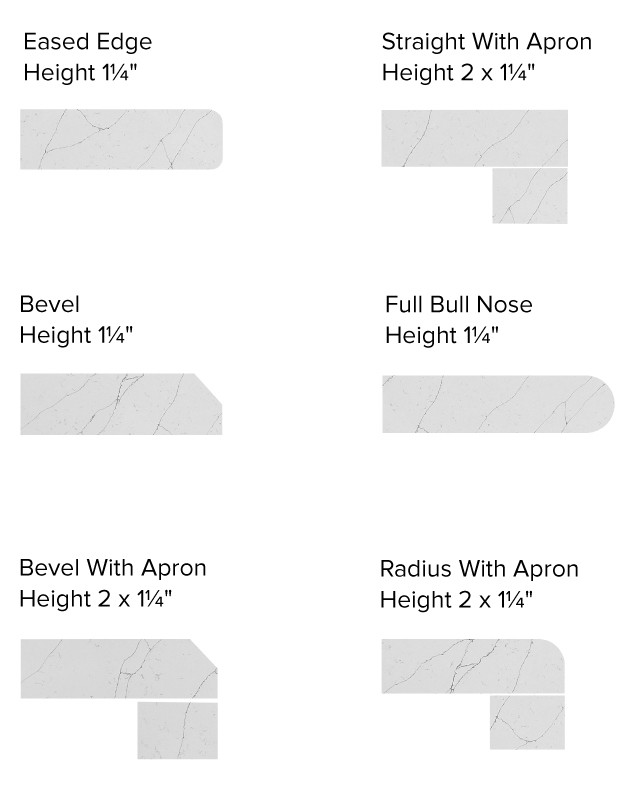 Eased Edge
Height 1¼"
Straight With Apron
Height 2 x 1¼"
Bevel
Height 1¼"
Full Bull Nose
Height 1¼"
Bevel With Apron
Height 2 x 1¼"
Radius With Apron
Height 2 x 1¼"